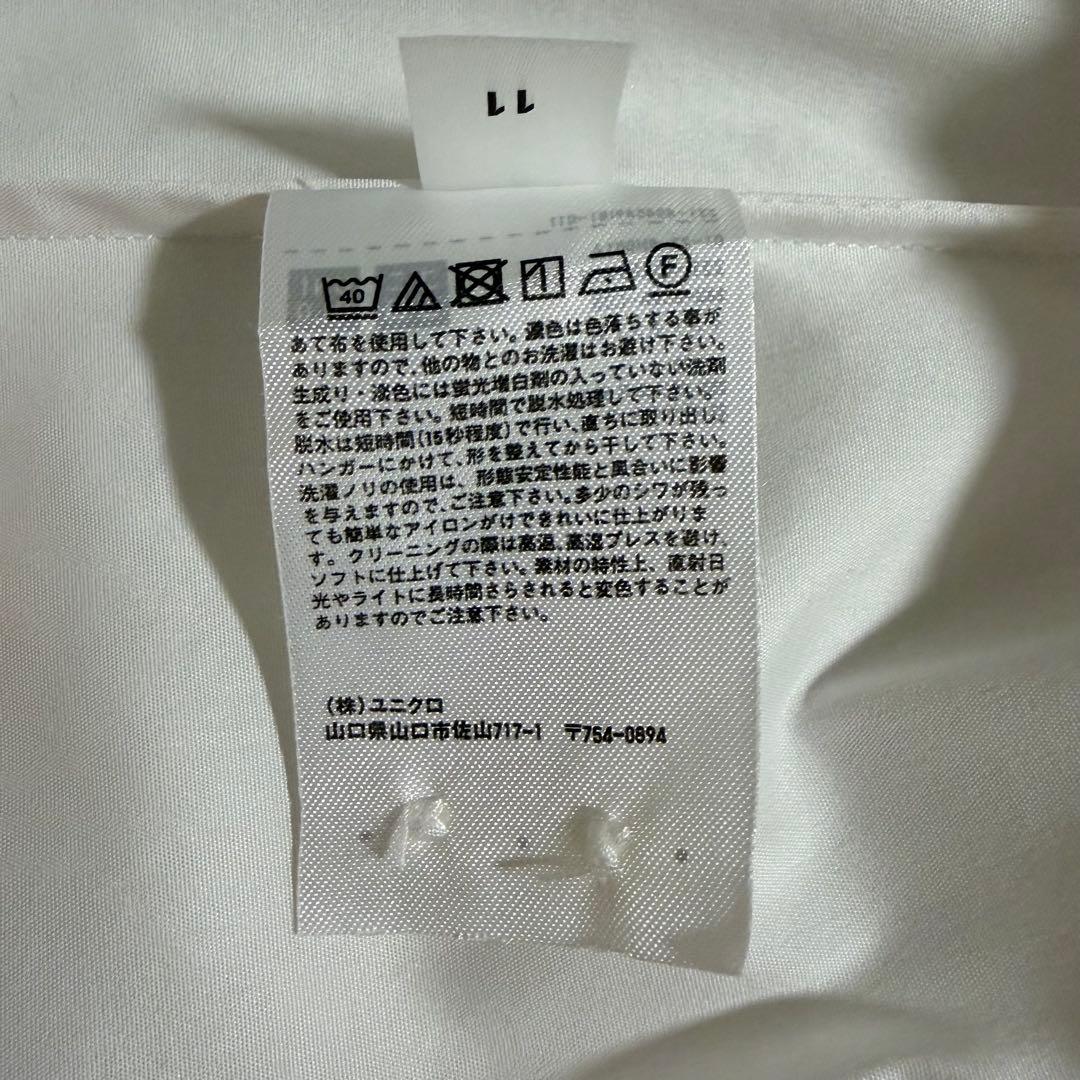 11
40
F
あて布を使用して下さい。濃色は色落ちする事が
ありますので、他の物とのお洗濯はお避け下さい。
生成り・淡色には蛍光増白剤の入っていない洗剤
をご使用下さい。短時間で脱水処理して下さい。
脱水は短時間(15秒程度)で行い、直ちに取り出し、
ハンガーにかけて、形を整えてから干して下さい。
洗濯ノリの使用は、形態安定性能と風合いに影響
を与えますので、ご注意下さい。多少のシワが残っ
ても簡単なアイロンがけできれいに仕上がりま
す。クリーニングの際は高温、高湿プレスを避け、
ソフトに仕上げて下さい。素材の特性上、直射日
光やライトに長時間さらされると変色することが
ありますのでご注意下さい。
(株)ユニクロ
山口県山口市佐山717-1 〒754-0894